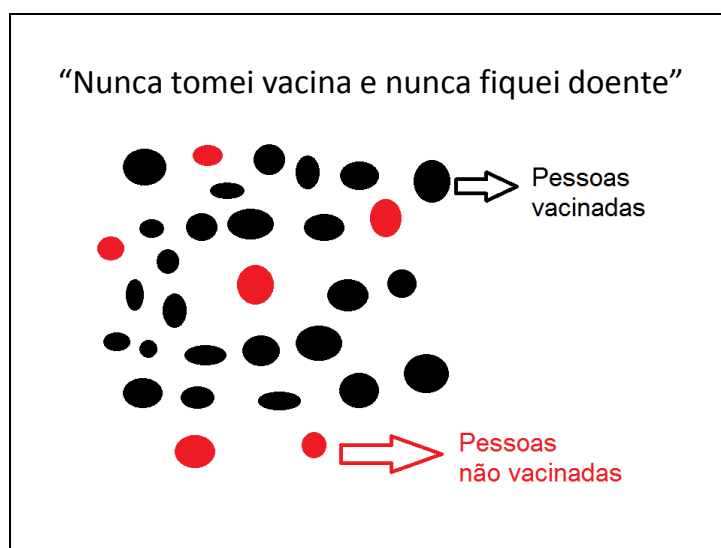 “Nunca tomei vacina e nunca fiquei doente”
Pessoas
vacinadas
Pessoas
não vacinadas